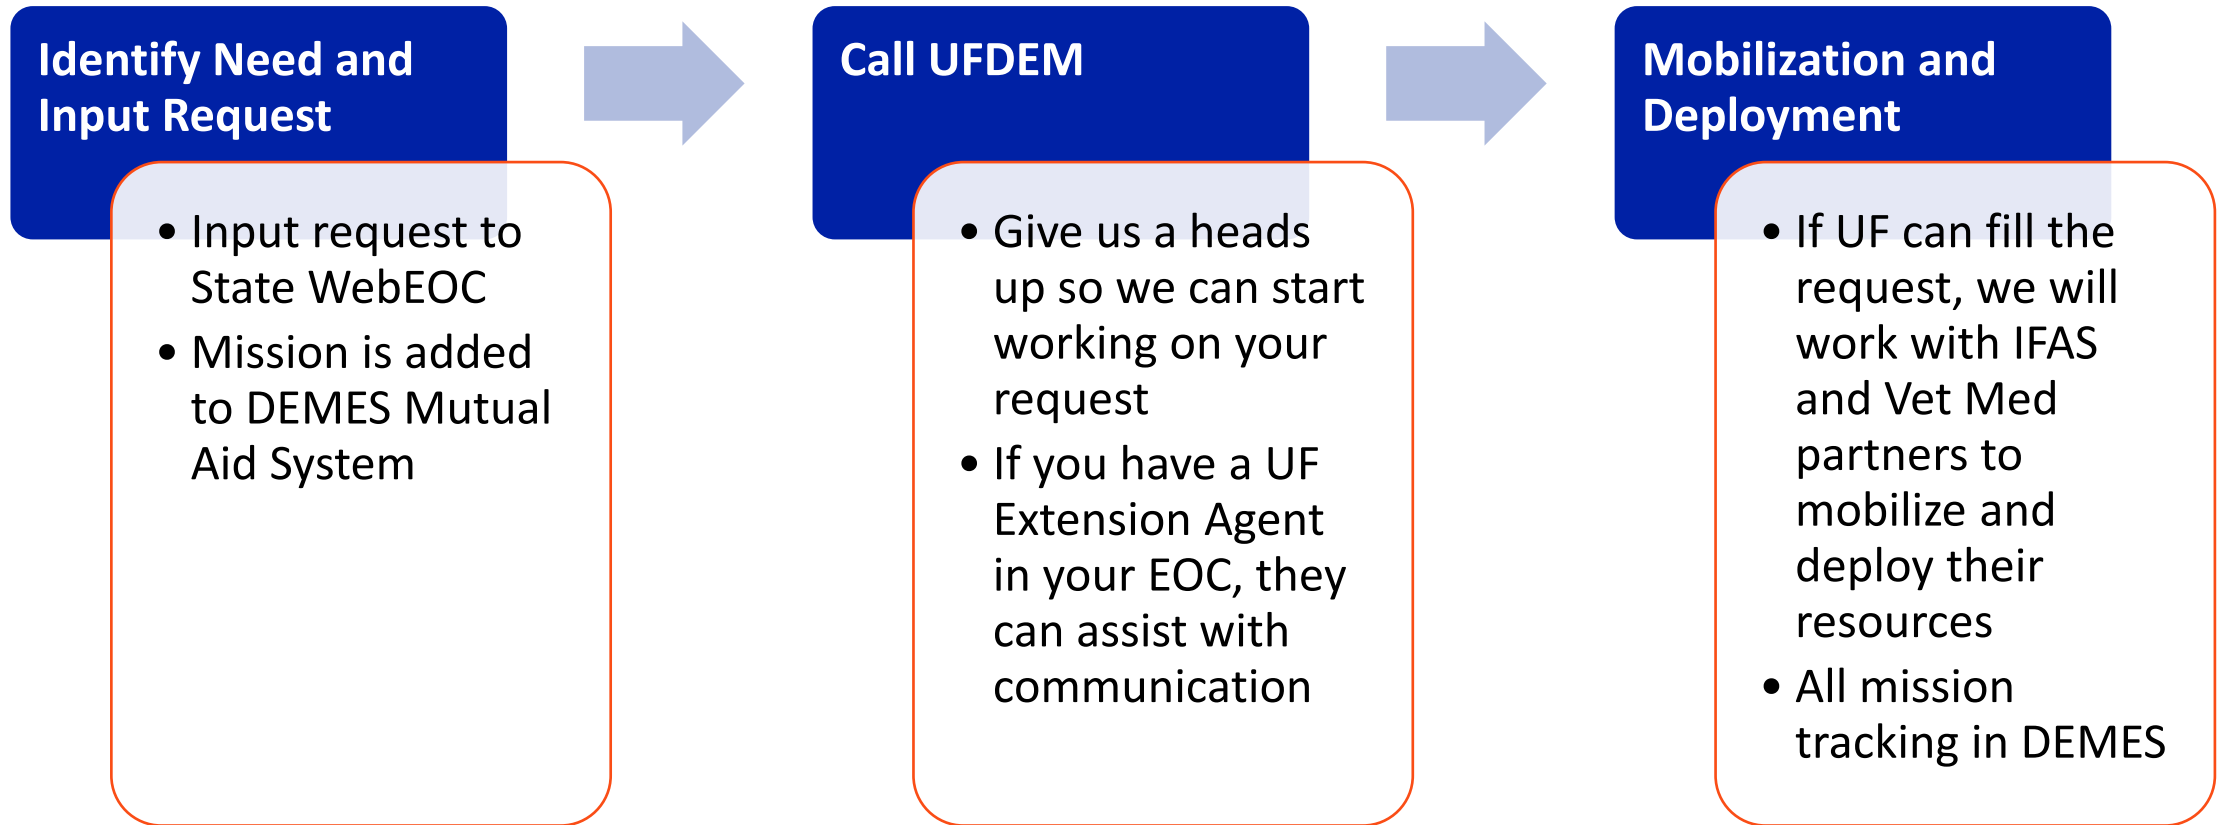 Identify Need and
Input Request
• Input request to
State WebEOC
• Mission is added
to DEMES Mutual
Aid System
Call UFDEM
• Give us a heads
up so we can start
working on your
request
• If you have a UF
Extension Agent
in your EOC, they
can assist with
communication
Mobilization and
Deployment
• If UF can fill the
request, we will
work with IFAS
and Vet Med
partners to
mobilize and
deploy their
resources
• All mission
tracking in DEMES